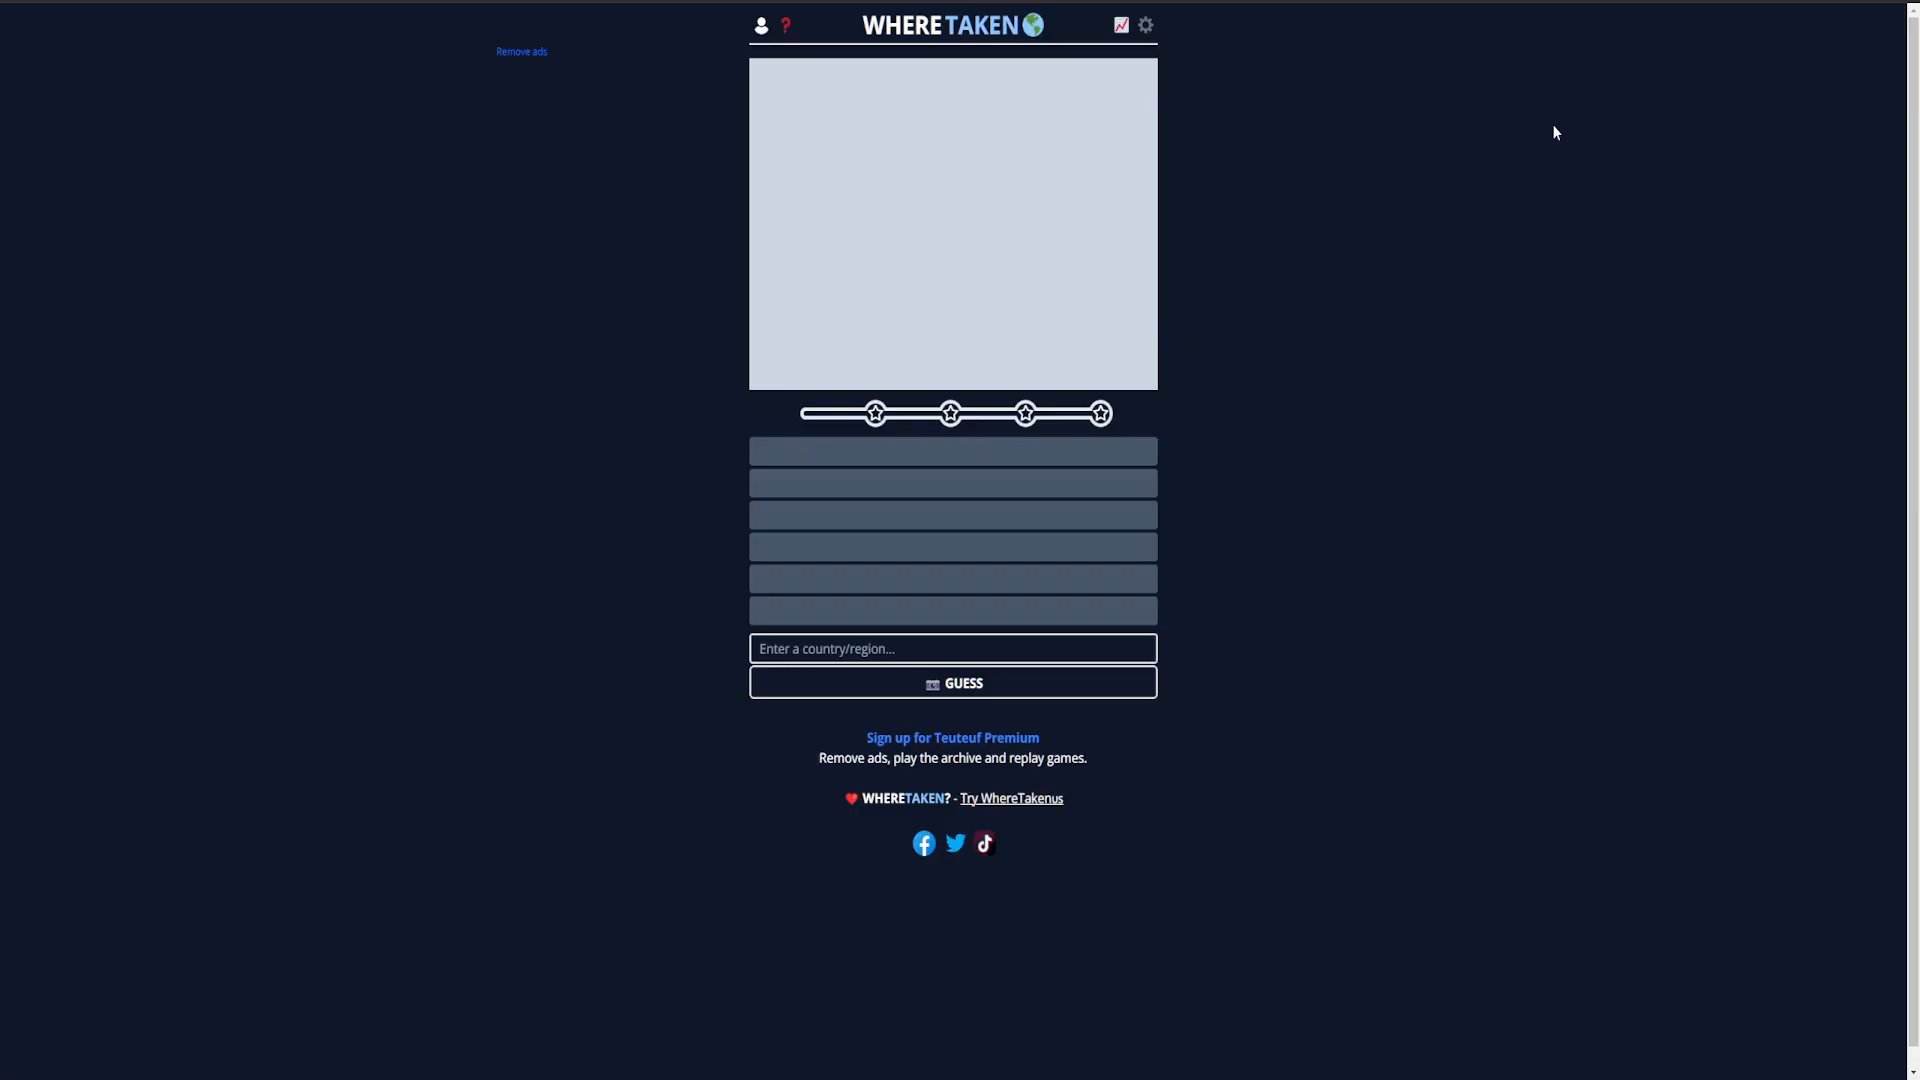 ?
WHERETAKEN
Remove ads
Enter a country/region...
GUESS
Sign up for Teuteuf Premium
Remove ads, play the archive and replay games.
WHERETAKEN? - Try WhereTakenus